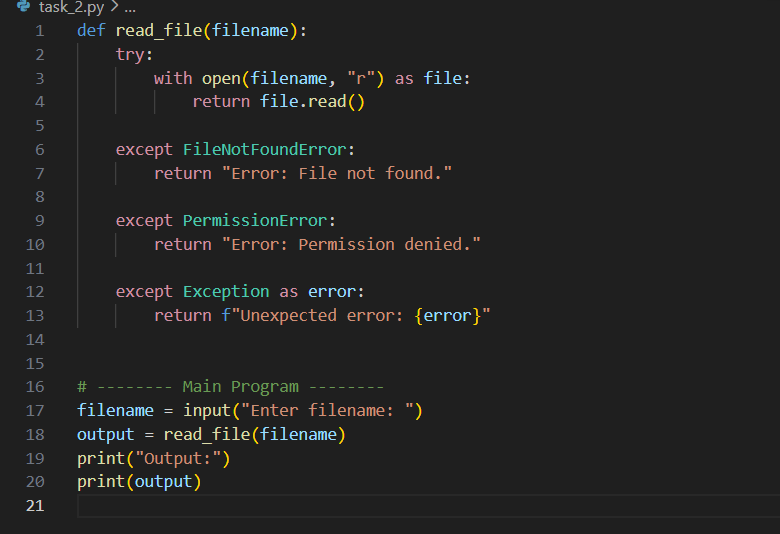 task_2.py > ...
1 def read_file(filename):
2     try:
3         with open(filename, "r") as file:
4             return file.read()
5
6     except FileNotFoundError:
7         return "Error: File not found."
8
9     except PermissionError:
10         return "Error: Permission denied."
11
12     except Exception as error:
13         return f"Unexpected error: {error}"
14
15
16 # -------- Main Program --------
17 filename = input("Enter filename: ")
18 output = read_file(filename)
19 print("Output:")
20 print(output)
21